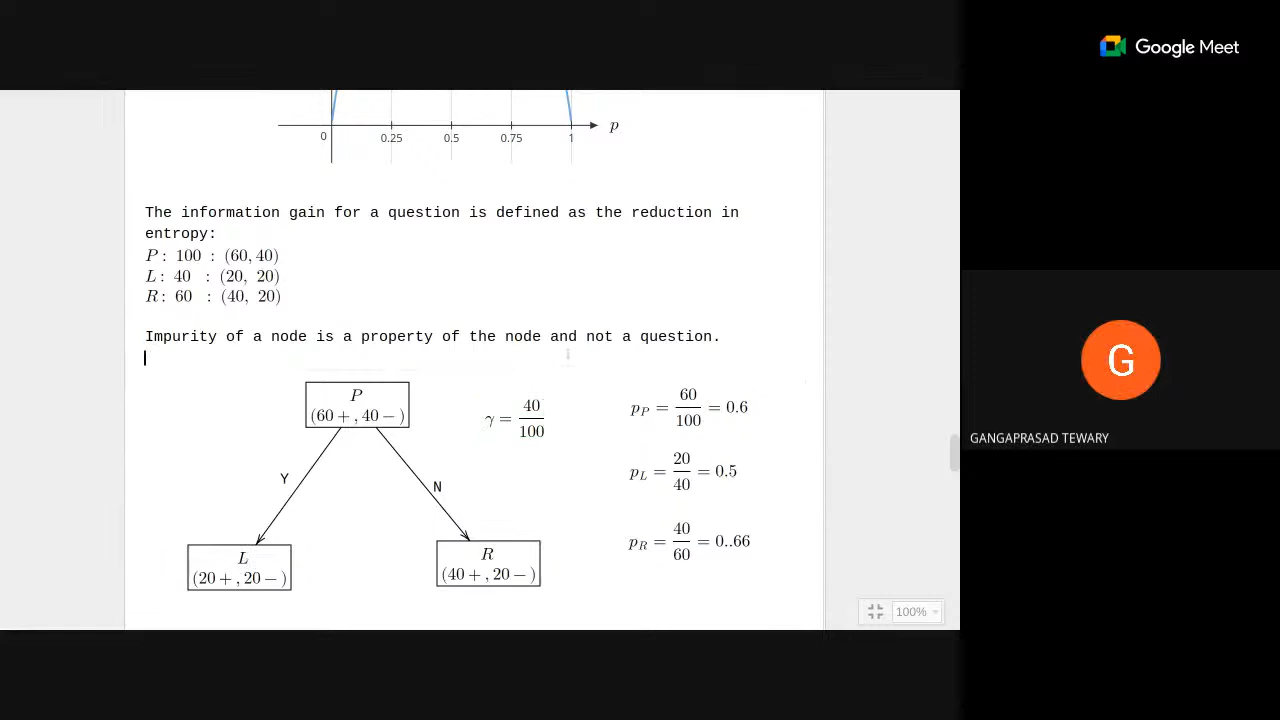 Google Meet
p
0 0.25 0.5 0.75 1
The information gain for a question is defined as the reduction in
entropy:
P : 100 : (60, 40)
L : 40 : (20, 20)
R : 60 : (40, 20)
Impurity of a node is a property of the node and not a question.
P
(60 + , 40 − )
γ = 40/100
p_P = 60/100 = 0.6
Y
N
p_L = 20/40 = 0.5
L
(20 + , 20 − )
R
(40 + , 20 − )
p_R = 40/60 = 0..66
100%
G
GANGAPRASAD TEWARY